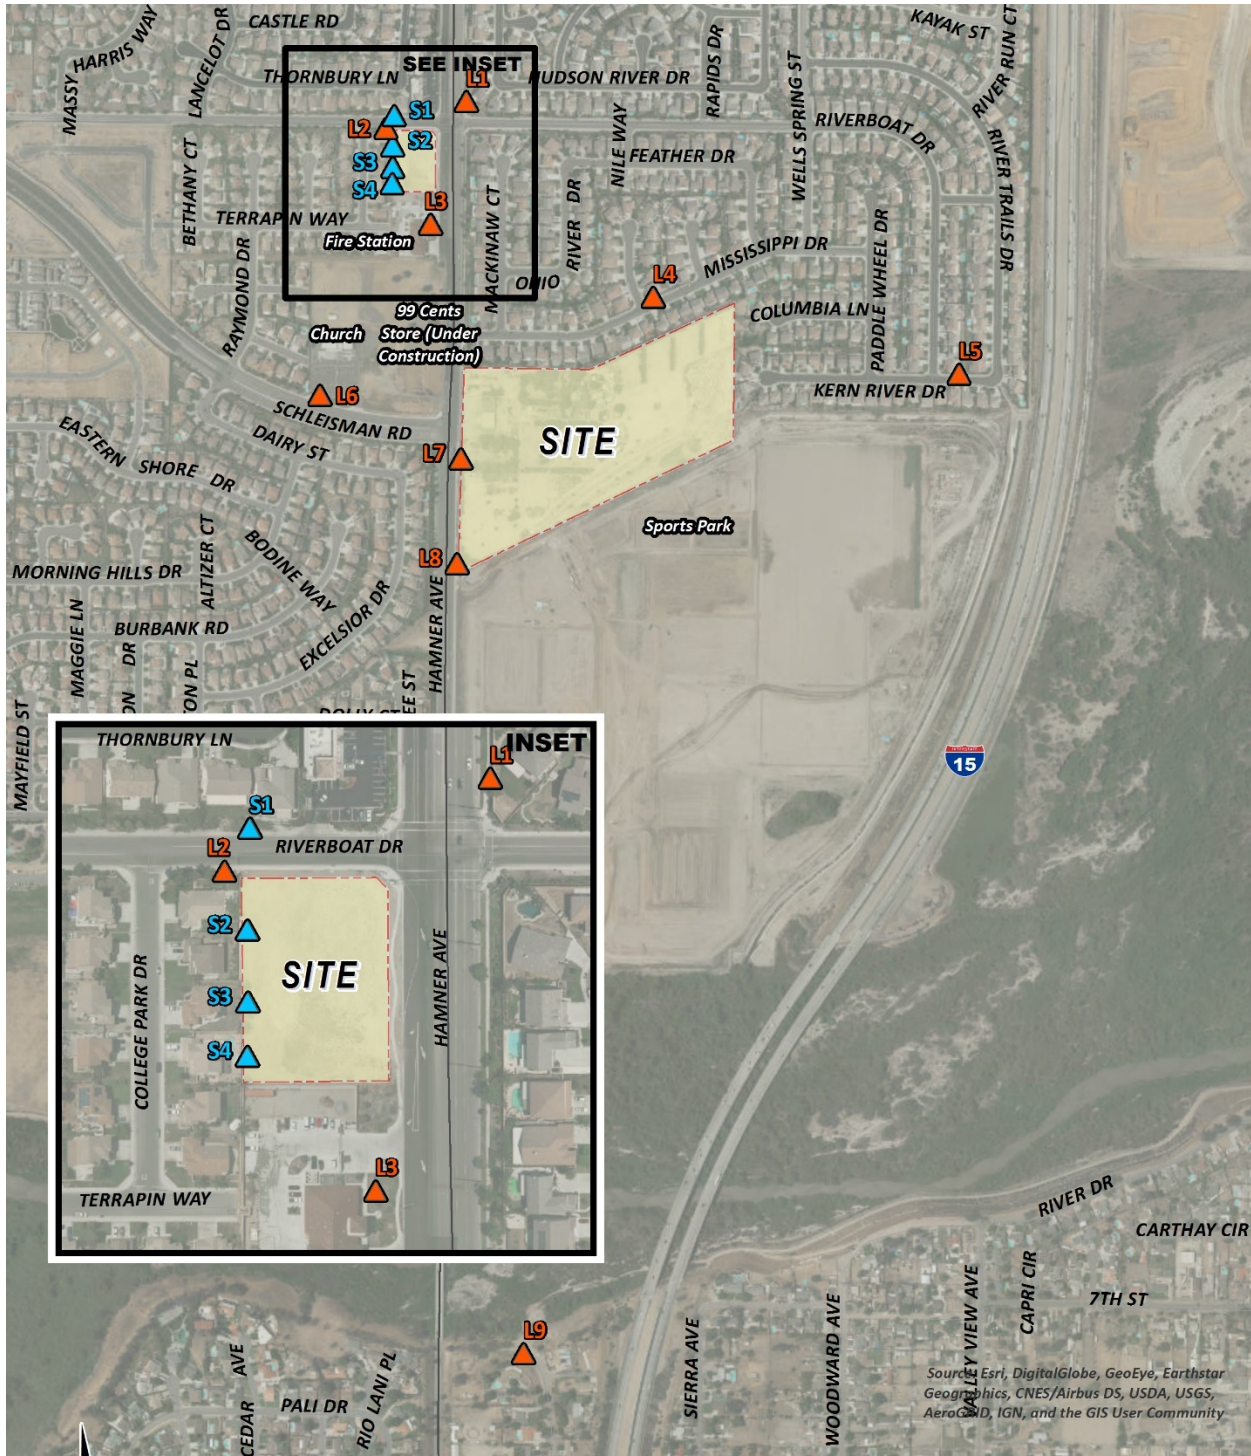 CASTLE RD
KAYAK ST
MASSY
HARRIS WAY
LANCELOT DR
SEE INSET
THORNBURY LN
HUDSON RIVER DR
RAPIDS DR
WELLS SPRING ST
RIVER RUN CT
L1
S1
L2
S2
S3
S4
L3
RIVERBOAT DR
NILE WAY
FEATHER DR
RIVER TRAILS DR
BETHANY CT
TERRAPIN WAY
Fire Station
MACKINAW CT
RIVER DR
OHIO
MISSISSIPPI DR
PADDLE WHEEL DR
RAYMOND DR
L4
COLUMBIA LN
99 Cents
Store (Under
Construction)
Church
L5
KERN RIVER DR
L6
SCHLEISMAN RD
DAIRY ST
EASTERN SHORE DR
SITE
L7
Sports Park
ALTIZER CT
BODINE WAY
L8
MORNING HILLS DR
EXCELSIOR DR
HAMNER AVE
MAGGIE LN
BURBANK RD
ON DR
TON PL
EE ST
MAYFIELD ST
THORNBURY LN
INSET
L1
S1
RIVERBOAT DR
L2
S2
SITE
S3
S4
COLLEGE PARK DR
HAMNER AVE
L3
TERRAPIN WAY
INTERSTATE
15
RIVER DR
CARTHAY CIR
CAPRI CIR
7TH ST
VALLEY VIEW AVE
WOODWARD AVE
SIERRA AVE
L9
CEDAR AVE
PALI DR
RIO LANI PL
Source: Esri, DigitalGlobe, GeoEye, Earthstar
Geographics, CNES/Airbus DS, USDA, USGS,
AeroGRID, IGN, and the GIS User Community